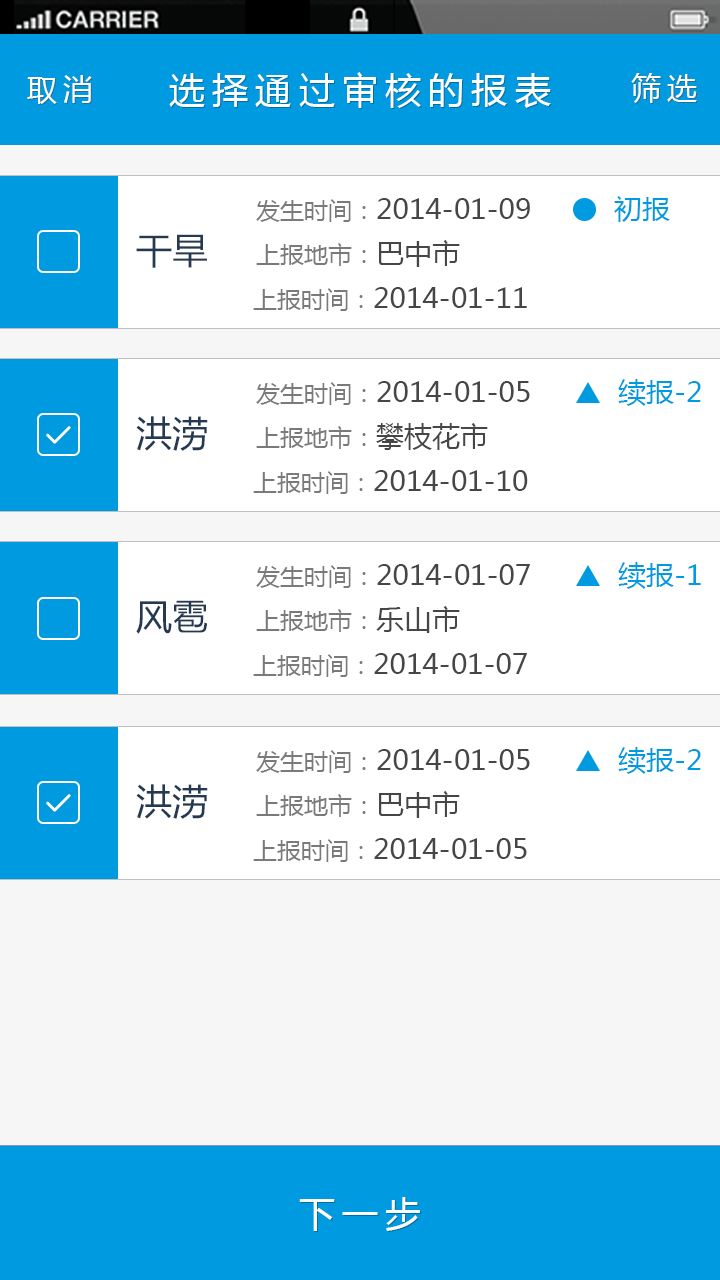 CARRIER
取消 选择通过审核的报表 筛选
发生时间：2014-01-09 初报
干旱 上报地市：巴中市
上报时间：2014-01-11
发生时间：2014-01-05 续报-2
洪涝 上报地市：攀枝花市
上报时间：2014-01-10
发生时间：2014-01-07 续报-1
风雹 上报地市：乐山市
上报时间：2014-01-07
发生时间：2014-01-05 续报-2
洪涝 上报地市：巴中市
上报时间：2014-01-05
下一步